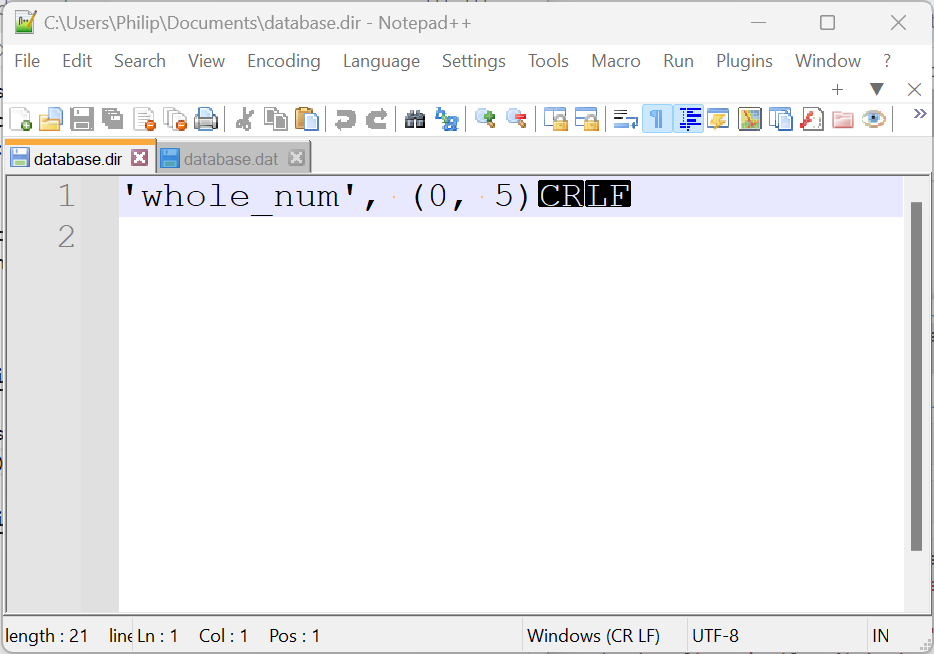 C:\Users\Philip\Documents\database.dir - Notepad++
File Edit Search View Encoding Language Settings Tools Macro Run Plugins Window ?
database.dir database.dat
1 'whole_num', (0, 5)CRLF
2
length : 21 line Ln : 1 Col : 1 Pos : 1 Windows (CR LF) UTF-8 IN